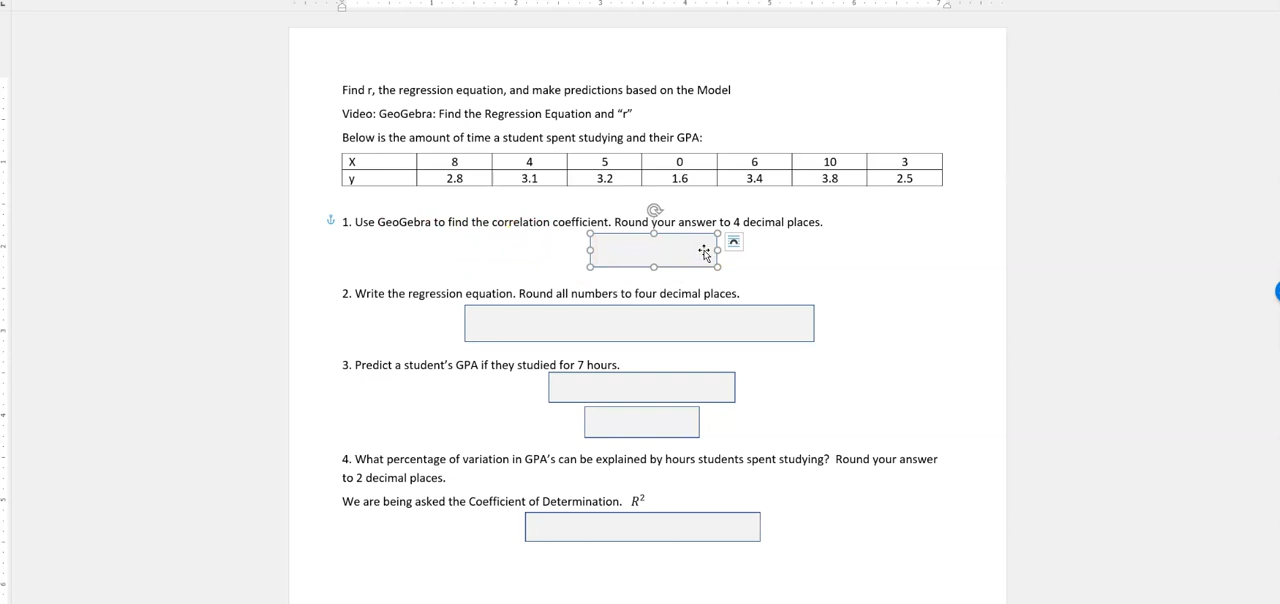 Find r, the regression equation, and make predictions based on the Model
Video: GeoGebra: Find the Regression Equation and “r”
Below is the amount of time a student spent studying and their GPA:
X 8 4 5 0 6 10 3
y 2.8 3.1 3.2 1.6 3.4 3.8 2.5
1. Use GeoGebra to find the correlation coefficient. Round your answer to 4 decimal places.
2. Write the regression equation. Round all numbers to four decimal places.
3. Predict a student’s GPA if they studied for 7 hours.
4. What percentage of variation in GPA’s can be explained by hours students spent studying? Round your answer
to 2 decimal places.
We are being asked the Coefficient of Determination. R²